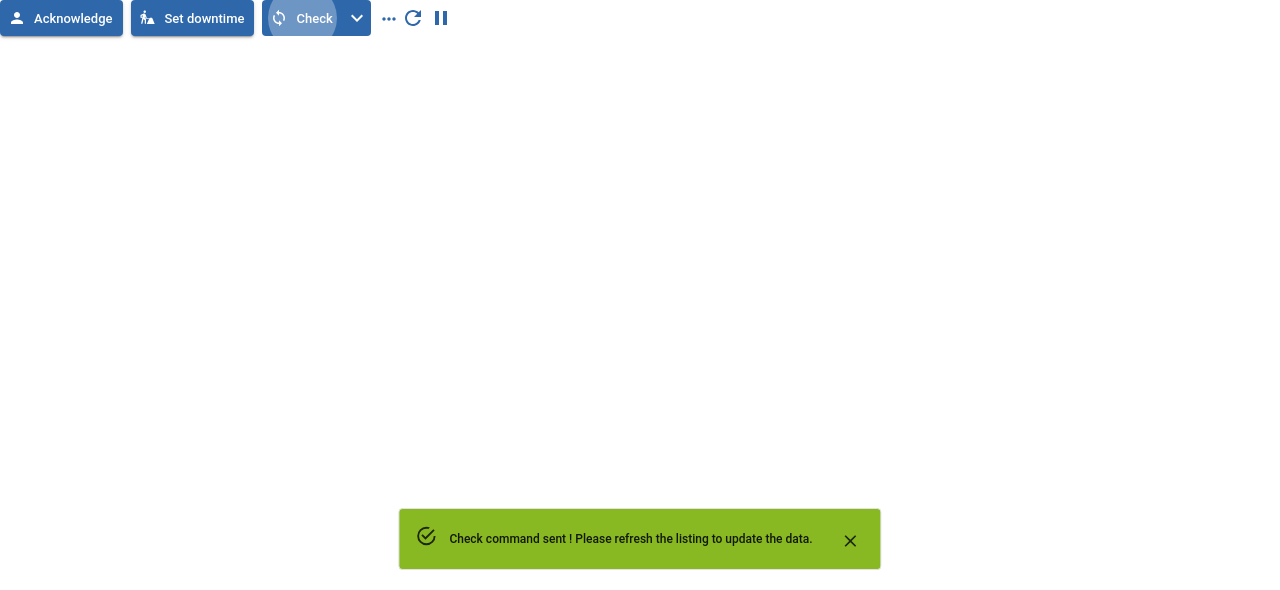 Acknowledge
Set downtime
Check
Check command sent ! Please refresh the listing to update the data.